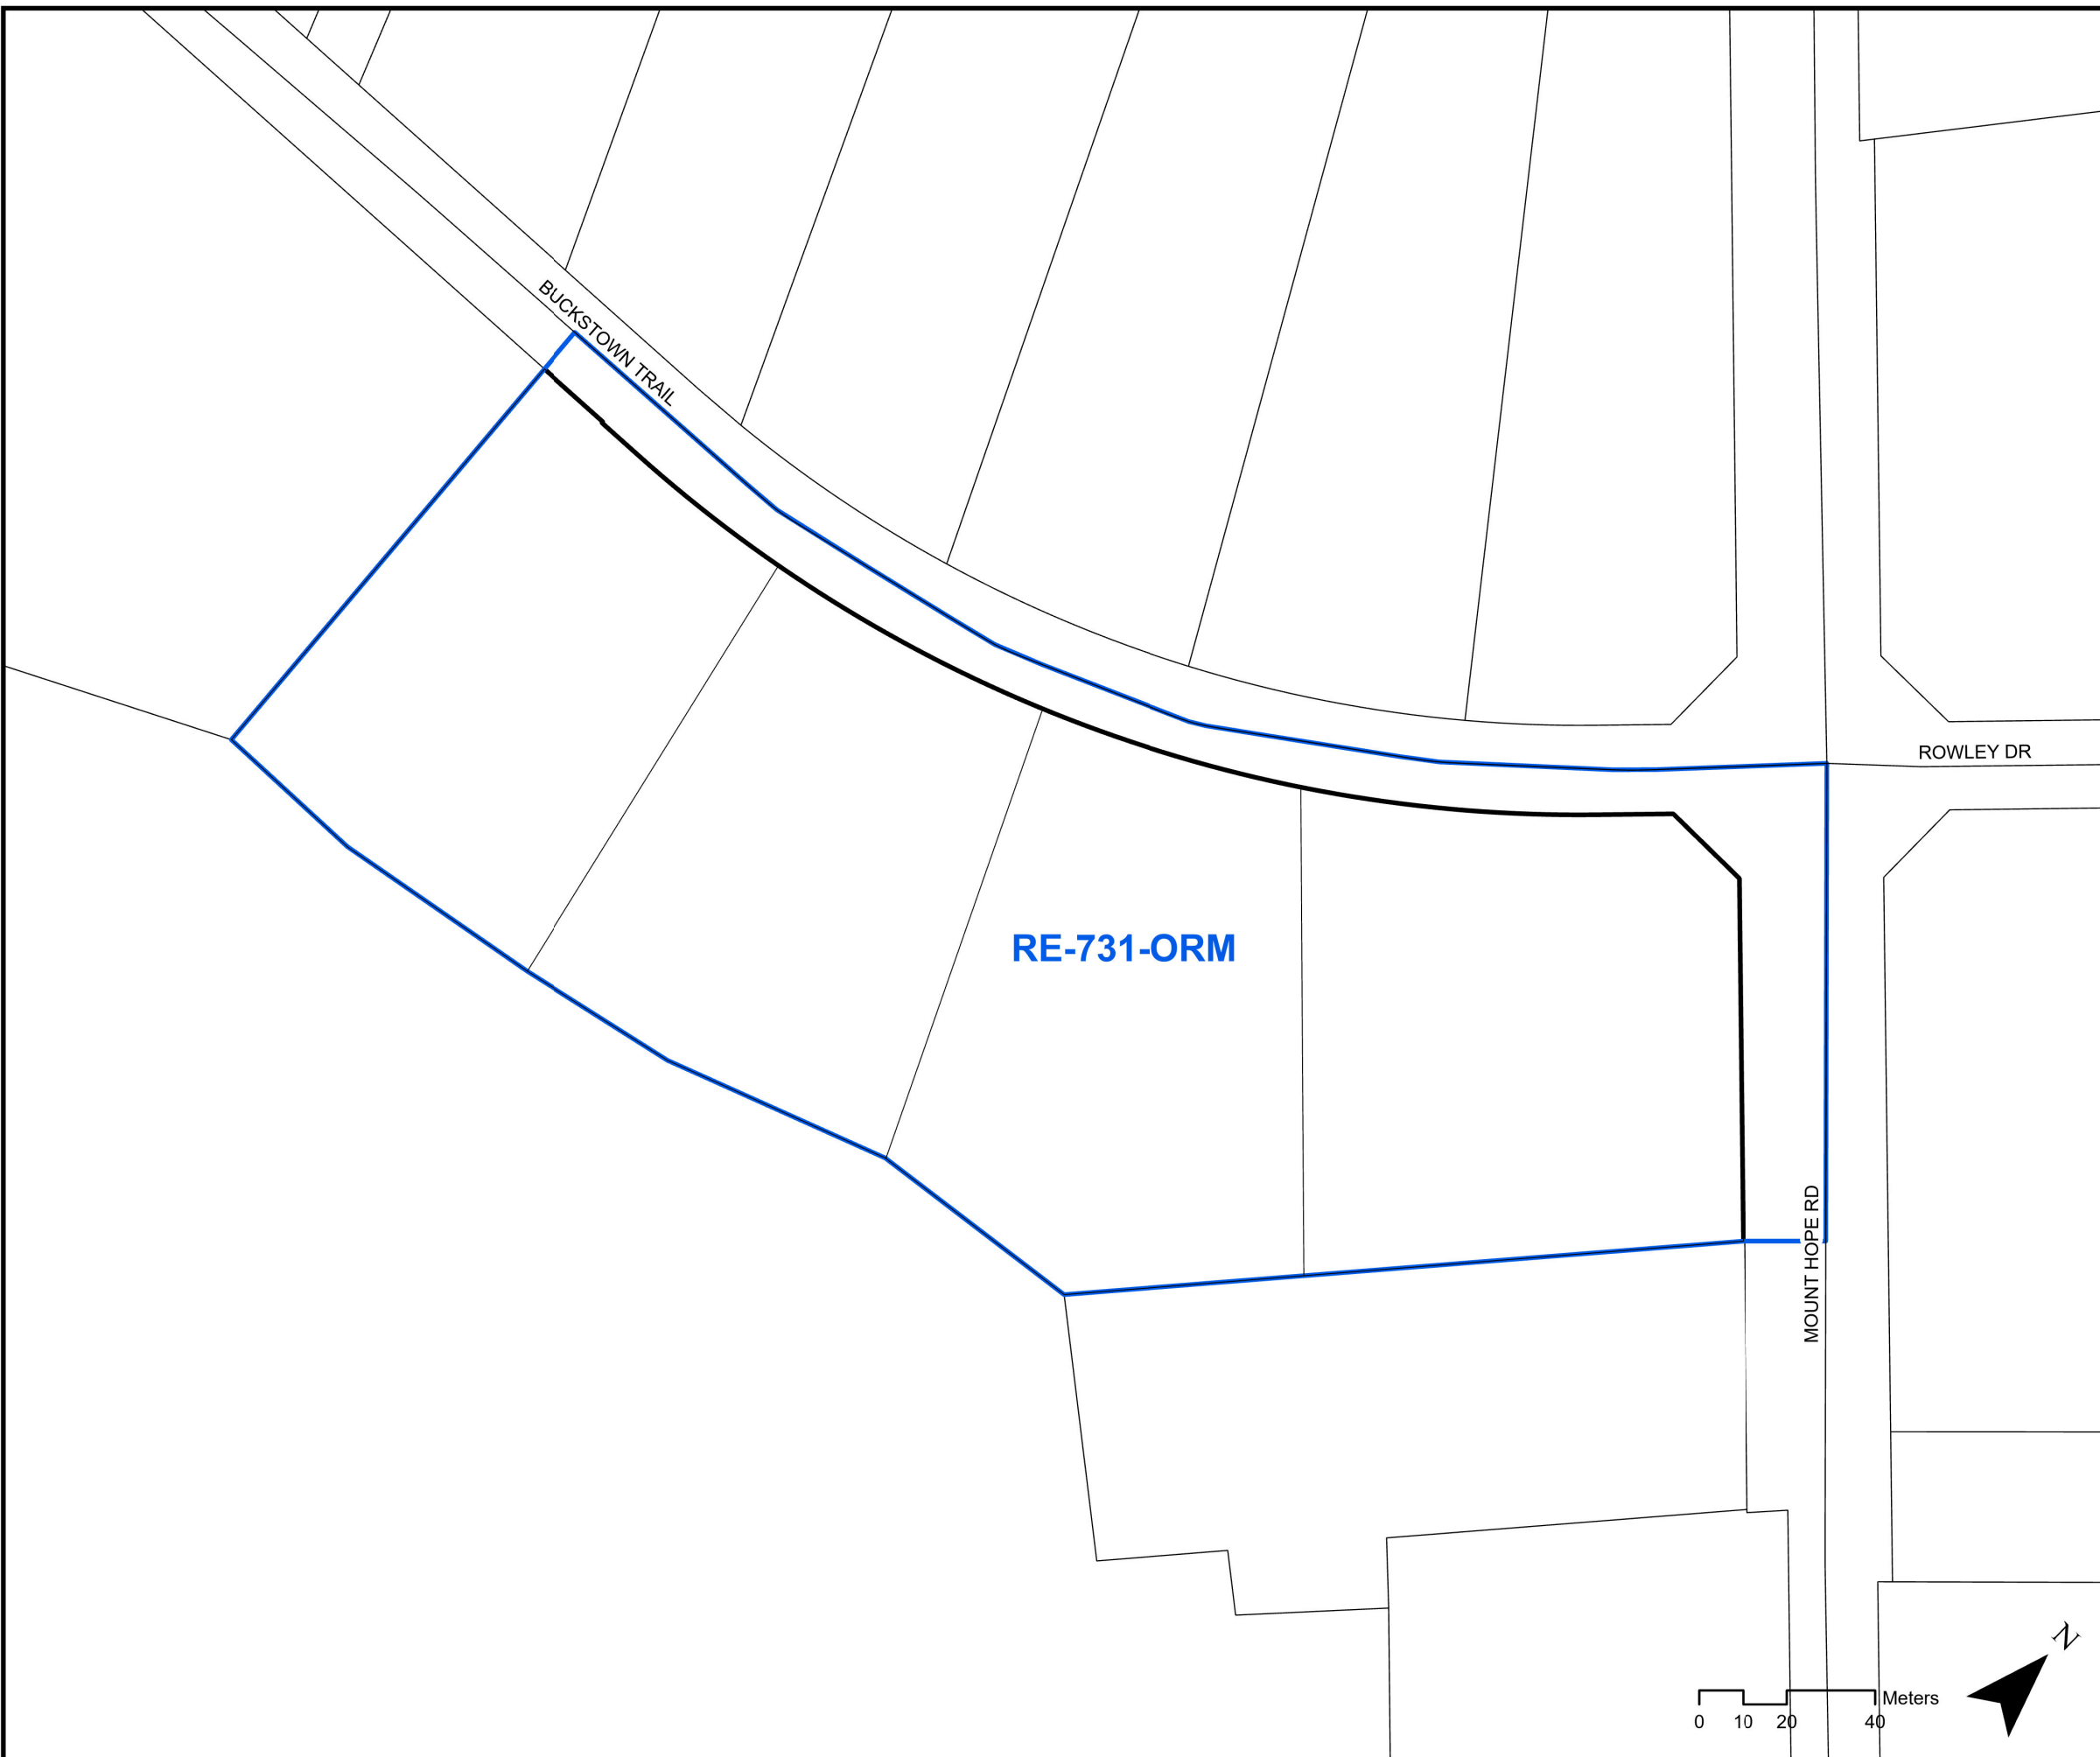 BUCKSTOWN TRAIL
ROWLEY DR
RE-731-ORM
MOUNT HOPE RD
N
Meters
0 10 20 40